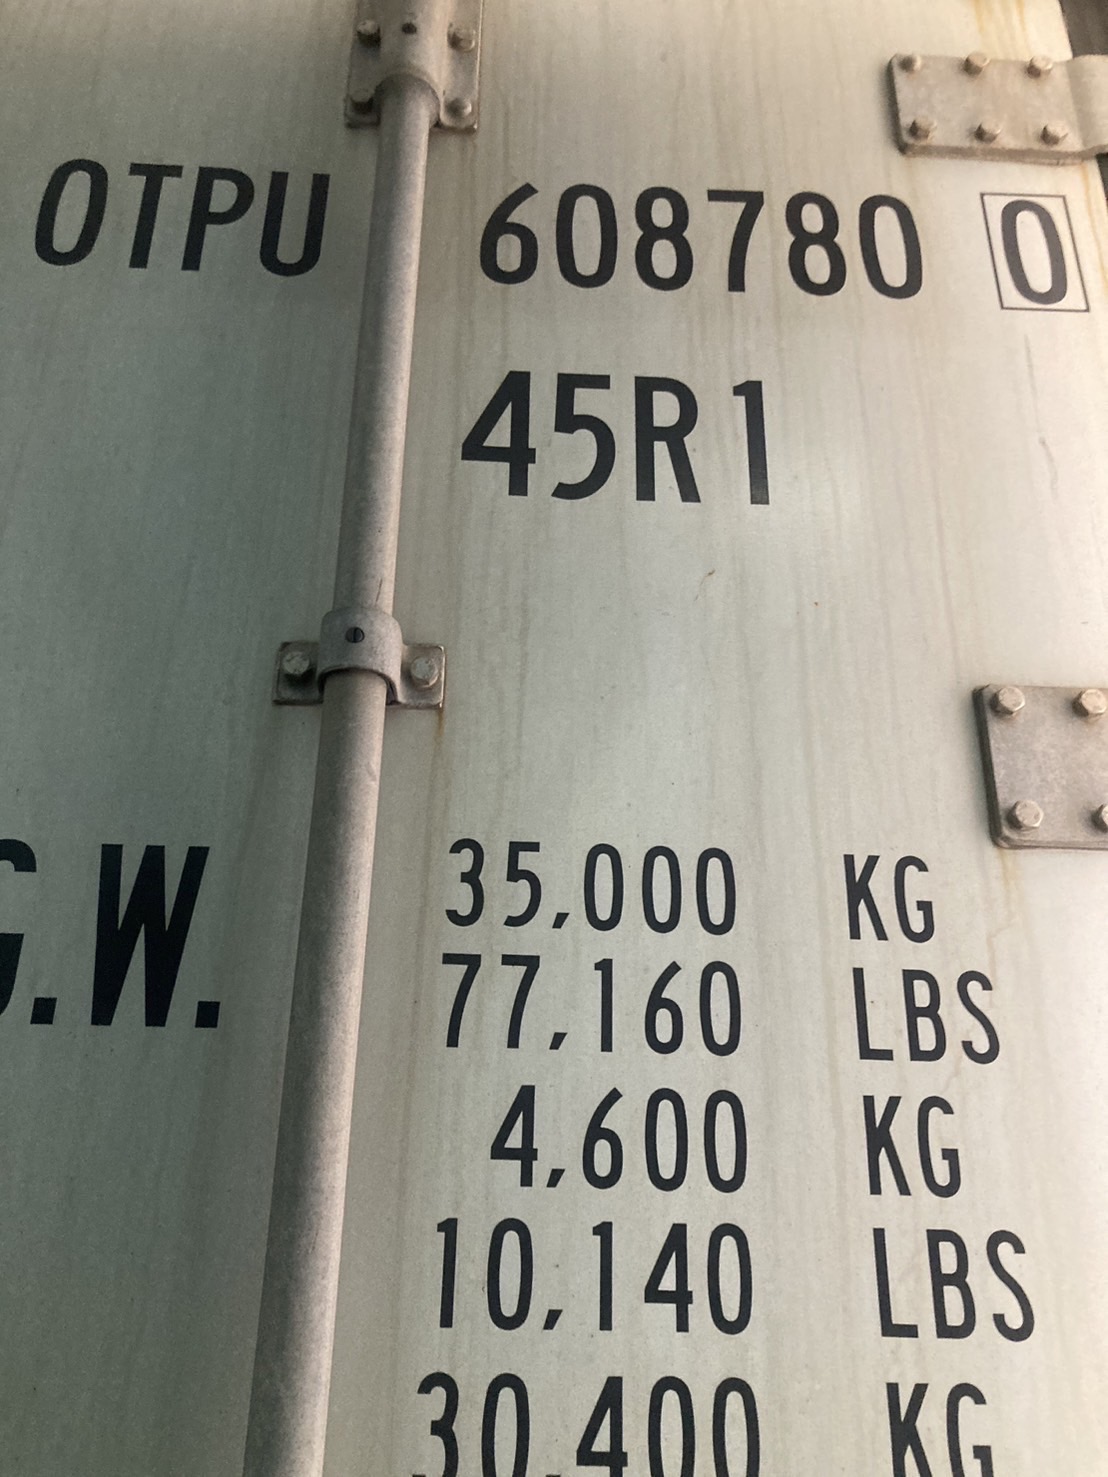 OTPU 608780 0
45R1
G.W. 35,000 KG
77,160 LBS
4,600 KG
10,140 LBS
30,400 KG